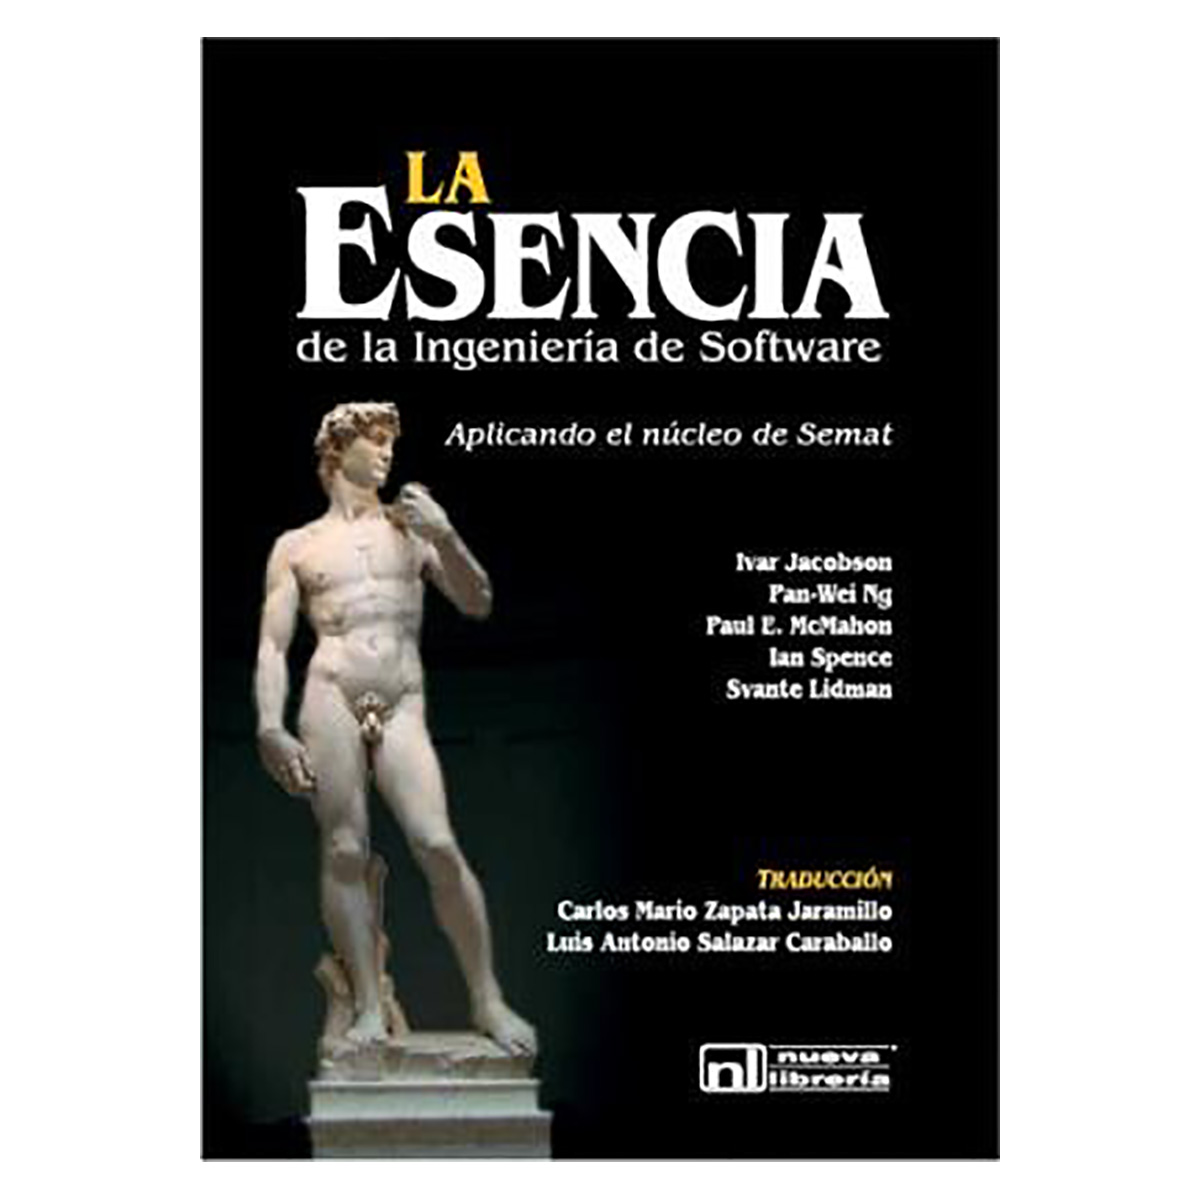 LA
ESENCIA
de la Ingeniería de Software
Aplicando el núcleo de Semat
Ivar Jacobson
Pan-Wei Ng
Paul E. McMahon
Ian Spence
Svante Lidman
TRADUCCIÓN
Carlos Mario Zapata Jaramillo
Luis Antonio Salazar Caraballo
nl nueva
librería